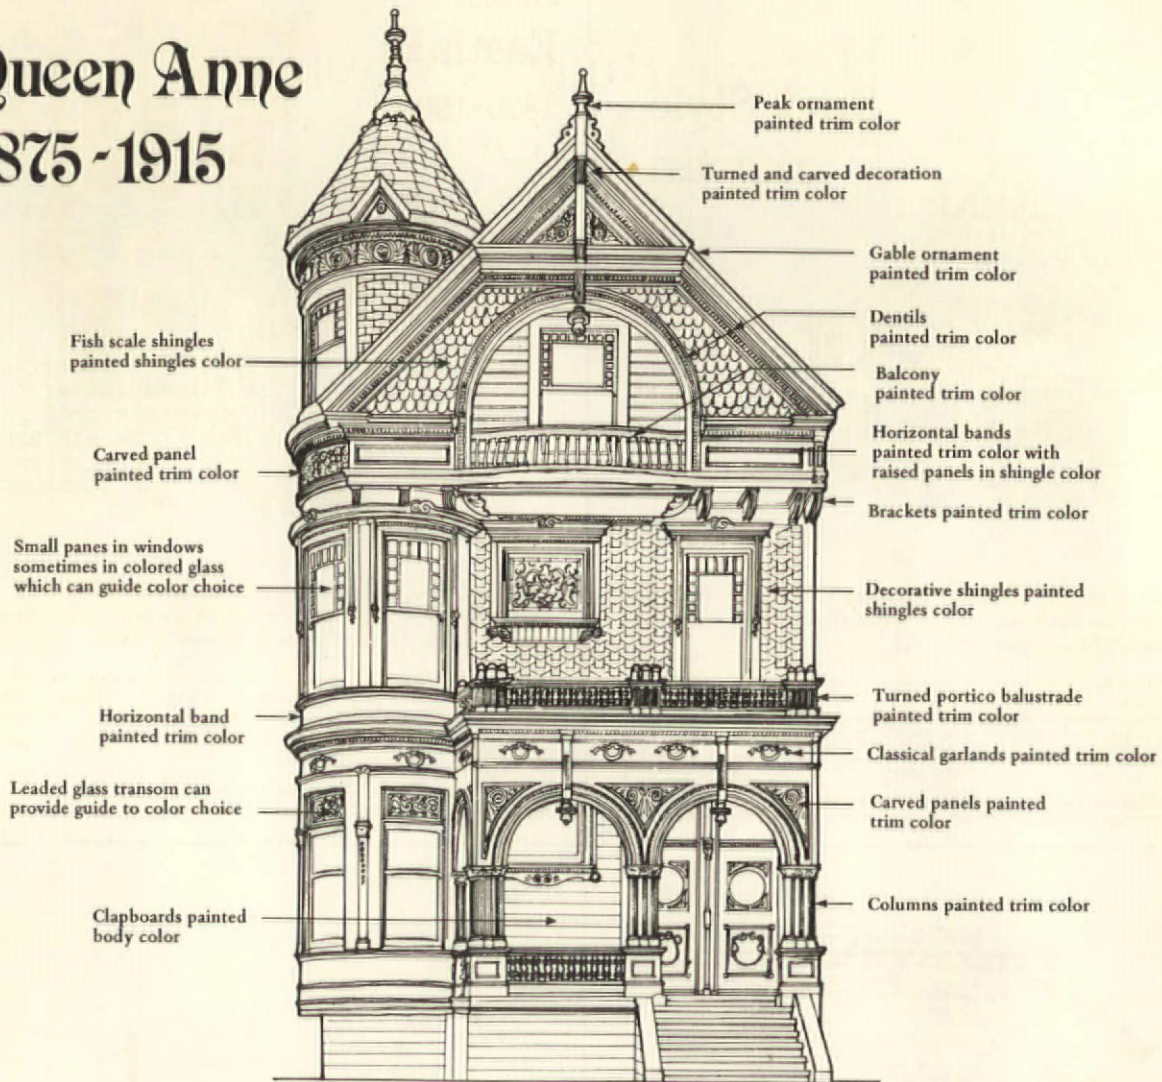 Queen Anne
1875-1915
Peak ornament
painted trim color
Turned and carved decoration
painted trim color
Gable ornament
painted trim color
Dentils
painted trim color
Balcony
painted trim color
Horizontal bands
painted trim color with
raised panels in shingle color
Brackets painted trim color
Decorative shingles painted
shingles color
Turned portico balustrade
painted trim color
Classical garlands painted trim color
Carved panels painted
trim color
Columns painted trim color
Fish scale shingles
painted shingles color
Carved panel
painted trim color
Small panes in windows
sometimes in colored glass
which can guide color choice
Horizontal band
painted trim color
Leaded glass transom can
provide guide to color choice
Clapboards painted
body color